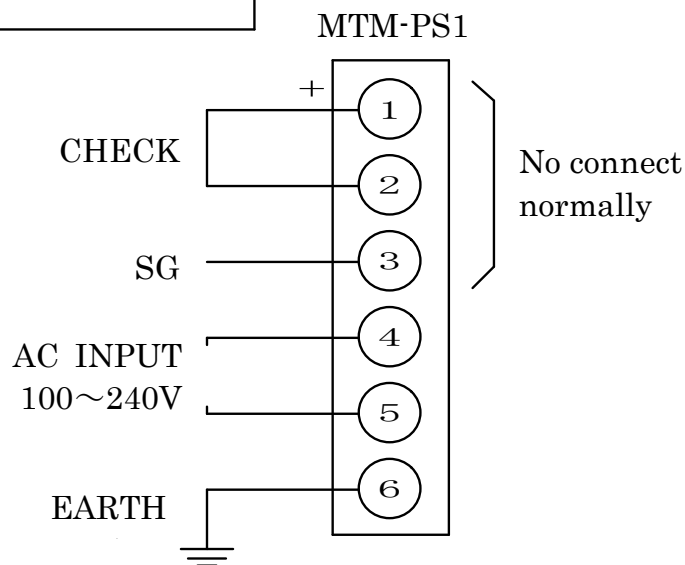 MTM-PS1
+
1
CHECK
2
No connect
normally
SG
3
4
AC INPUT
100～240V
5
EARTH
6